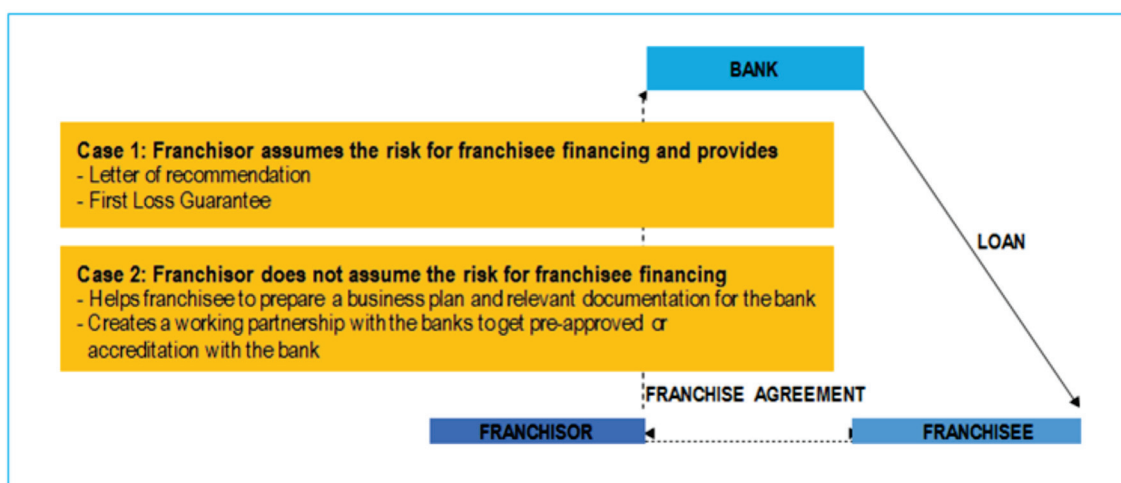 BANK
Case 1: Franchisor assumes the risk for franchisee financing and provides
- Letter of recommendation
- First Loss Guarantee
LOAN
Case 2: Franchisor does not assume the risk for franchisee financing
- Helps franchisee to prepare a business plan and relevant documentation for the bank
- Creates a working partnership with the banks to get pre-approved or
accreditation with the bank
FRANCHISE AGREEMENT
FRANCHISOR
FRANCHISEE